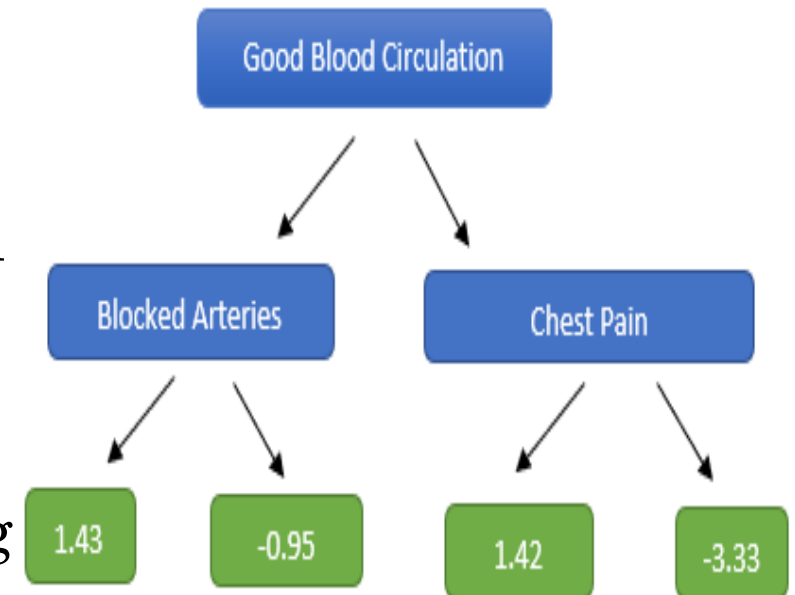 Good Blood Circulation
Blocked Arteries
Chest Pain
g
1.43
-0.95
1.42
-3.33